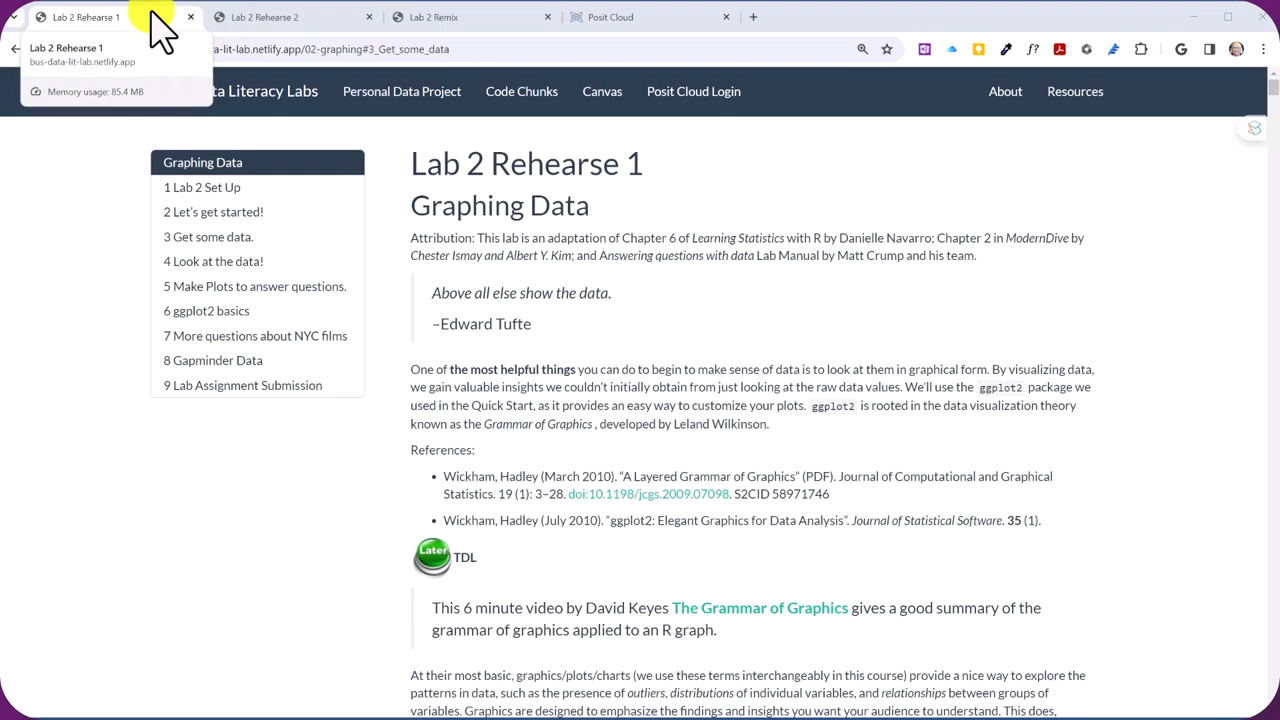 Lab 2 Rehearse 1
Lab 2 Rehearse 2
Lab 2 Remix
Posit Cloud
Lab 2 Rehearse 1
bus-data-lit-lab.netlify.app
Memory usage: 85.4 MB
a-lit-lab.netlify.app/02-graphing#3_Get_some_data
ta Literacy Labs
Personal Data Project
Code Chunks
Canvas
Posit Cloud Login
About
Resources
Graphing Data
1 Lab 2 Set Up
2 Let's get started!
3 Get some data.
4 Look at the data!
5 Make Plots to answer questions.
6 ggplot2 basics
7 More questions about NYC films
8 Gapminder Data
9 Lab Assignment Submission
Lab 2 Rehearse 1
Graphing Data
Attribution: This lab is an adaptation of Chapter 6 of Learning Statistics with R by Danielle Navarro; Chapter 2 in ModernDive by
Chester Ismay and Albert Y. Kim; and Answering questions with data Lab Manual by Matt Crump and his team.
Above all else show the data.
–Edward Tufte
One of the most helpful things you can do to begin to make sense of data is to look at them in graphical form. By visualizing data,
we gain valuable insights we couldn't initially obtain from just looking at the raw data values. We'll use the ggplot2 package we
used in the Quick Start, as it provides an easy way to customize your plots. ggplot2 is rooted in the data visualization theory
known as the Grammar of Graphics , developed by Leland Wilkinson.
References:
• Wickham, Hadley (March 2010). "A Layered Grammar of Graphics" (PDF). Journal of Computational and Graphical
Statistics. 19 (1): 3–28. doi:10.1198/jcgs.2009.07098. S2CID 58971746
• Wickham, Hadley (July 2010). "ggplot2: Elegant Graphics for Data Analysis". Journal of Statistical Software. 35 (1).
Later TDL
This 6 minute video by David Keyes The Grammar of Graphics gives a good summary of the
grammar of graphics applied to an R graph.
At their most basic, graphics/plots/charts (we use these terms interchangeably in this course) provide a nice way to explore the
patterns in data, such as the presence of outliers, distributions of individual variables, and relationships between groups of
variables. Graphics are designed to emphasize the findings and insights you want your audience to understand. This does,